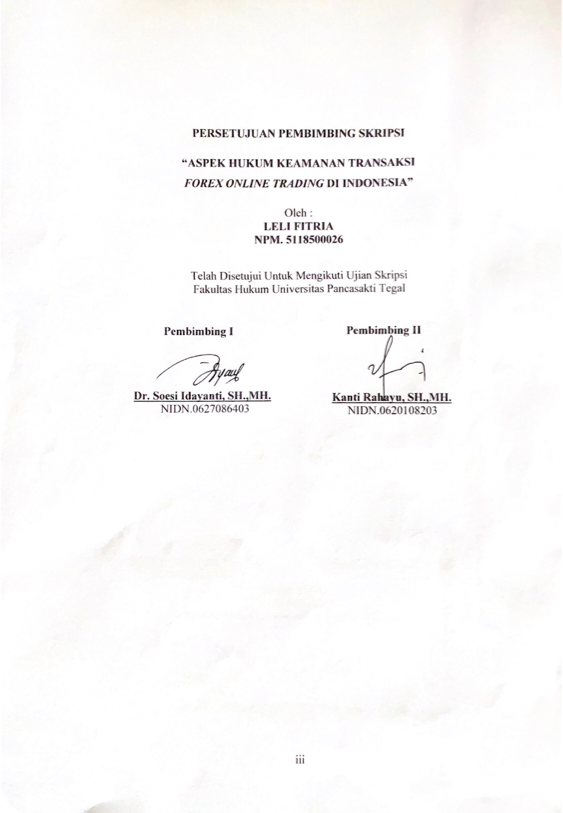 PERSETUJUAN PEMBIMBING SKRIPSI
“ASPEK HUKUM KEAMANAN TRANSAKSI
FOREX ONLINE TRADING DI INDONESIA”
Oleh :
LELI FITRIA
NPM. 5118500026
Telah Disetujui Untuk Mengikuti Ujian Skripsi
Fakultas Hukum Universitas Pancasakti Tegal
Pembimbing I
Dr. Soesi Idayanti, SH.,MH.
NIDN.0627086403
Pembimbing II
Kanti Rahayu, SH.,MH.
NIDN.0620108203
iii